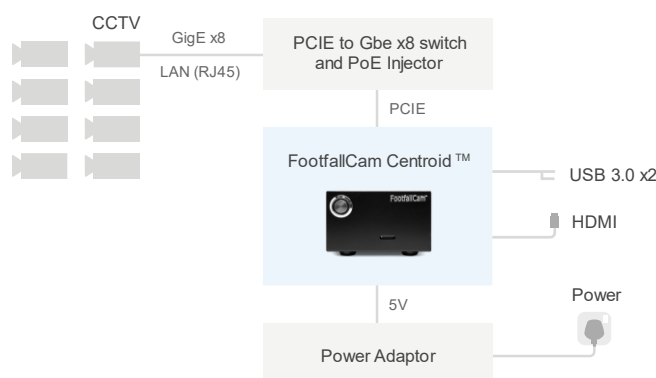 CCTV
GigE x8
LAN (RJ45)
PCIE to Gbe x8 switch
and PoE Injector
PCIE
FootfallCam Centroid TM
FootfallCam
USB 3.0 x2
HDMI
5V
Power
Power Adaptor